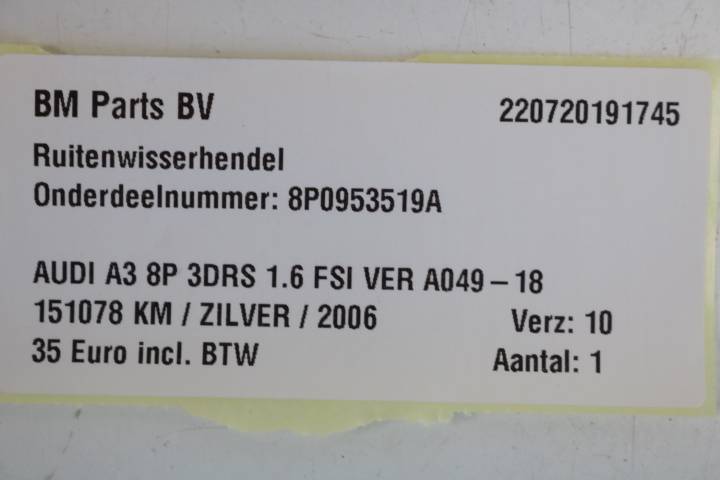 BM Parts BV 220720191745
Ruitenwisserhendel
Onderdeelnummer: 8P0953519A
AUDI A3 8P 3DRS 1.6 FSI VER A049-18
151078 KM / ZILVER / 2006 Verz: 10
35 Euro incl. BTW Aantal: 1